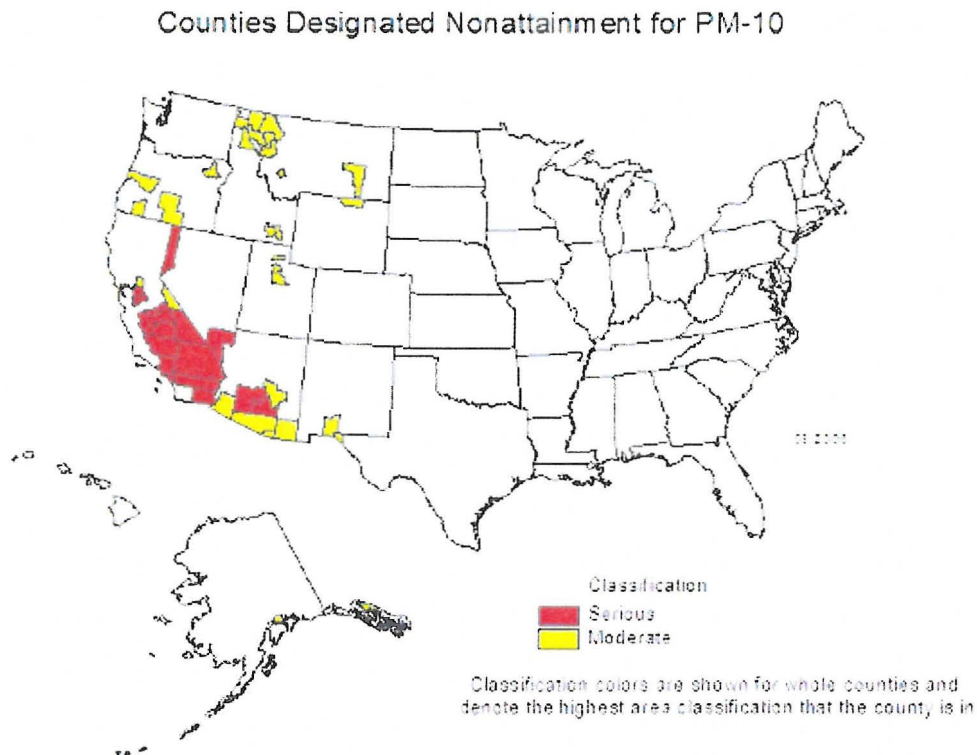 Counties Designated Nonattainment for PM-10
Classification
Serious
Moderate
Classification colors are shown for whole counties and
denote the highest area classification that the county is in